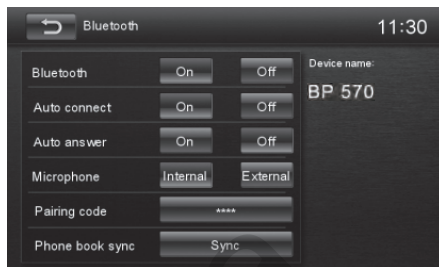 Bluetooth 11:30
Bluetooth On Off
Auto connect On Off
Auto answer On Off
Microphone Internal External
Pairing code ****
Phone book sync Sync
Device name:
BP 570